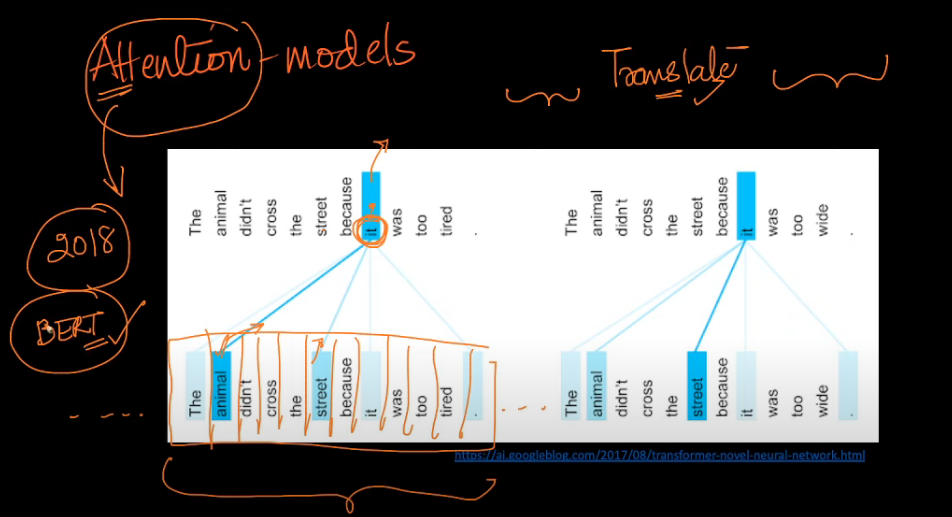 Attention - models
Translate
2018
BERT
The animal didn't cross the street because it was too tired .
The animal didn't cross the street because it was too wide .
The animal didn't cross the street because it was too tired .
The animal didn't cross the street because it was too wide .
https://ai.googleblog.com/2017/08/transformer-novel-neural-network.html